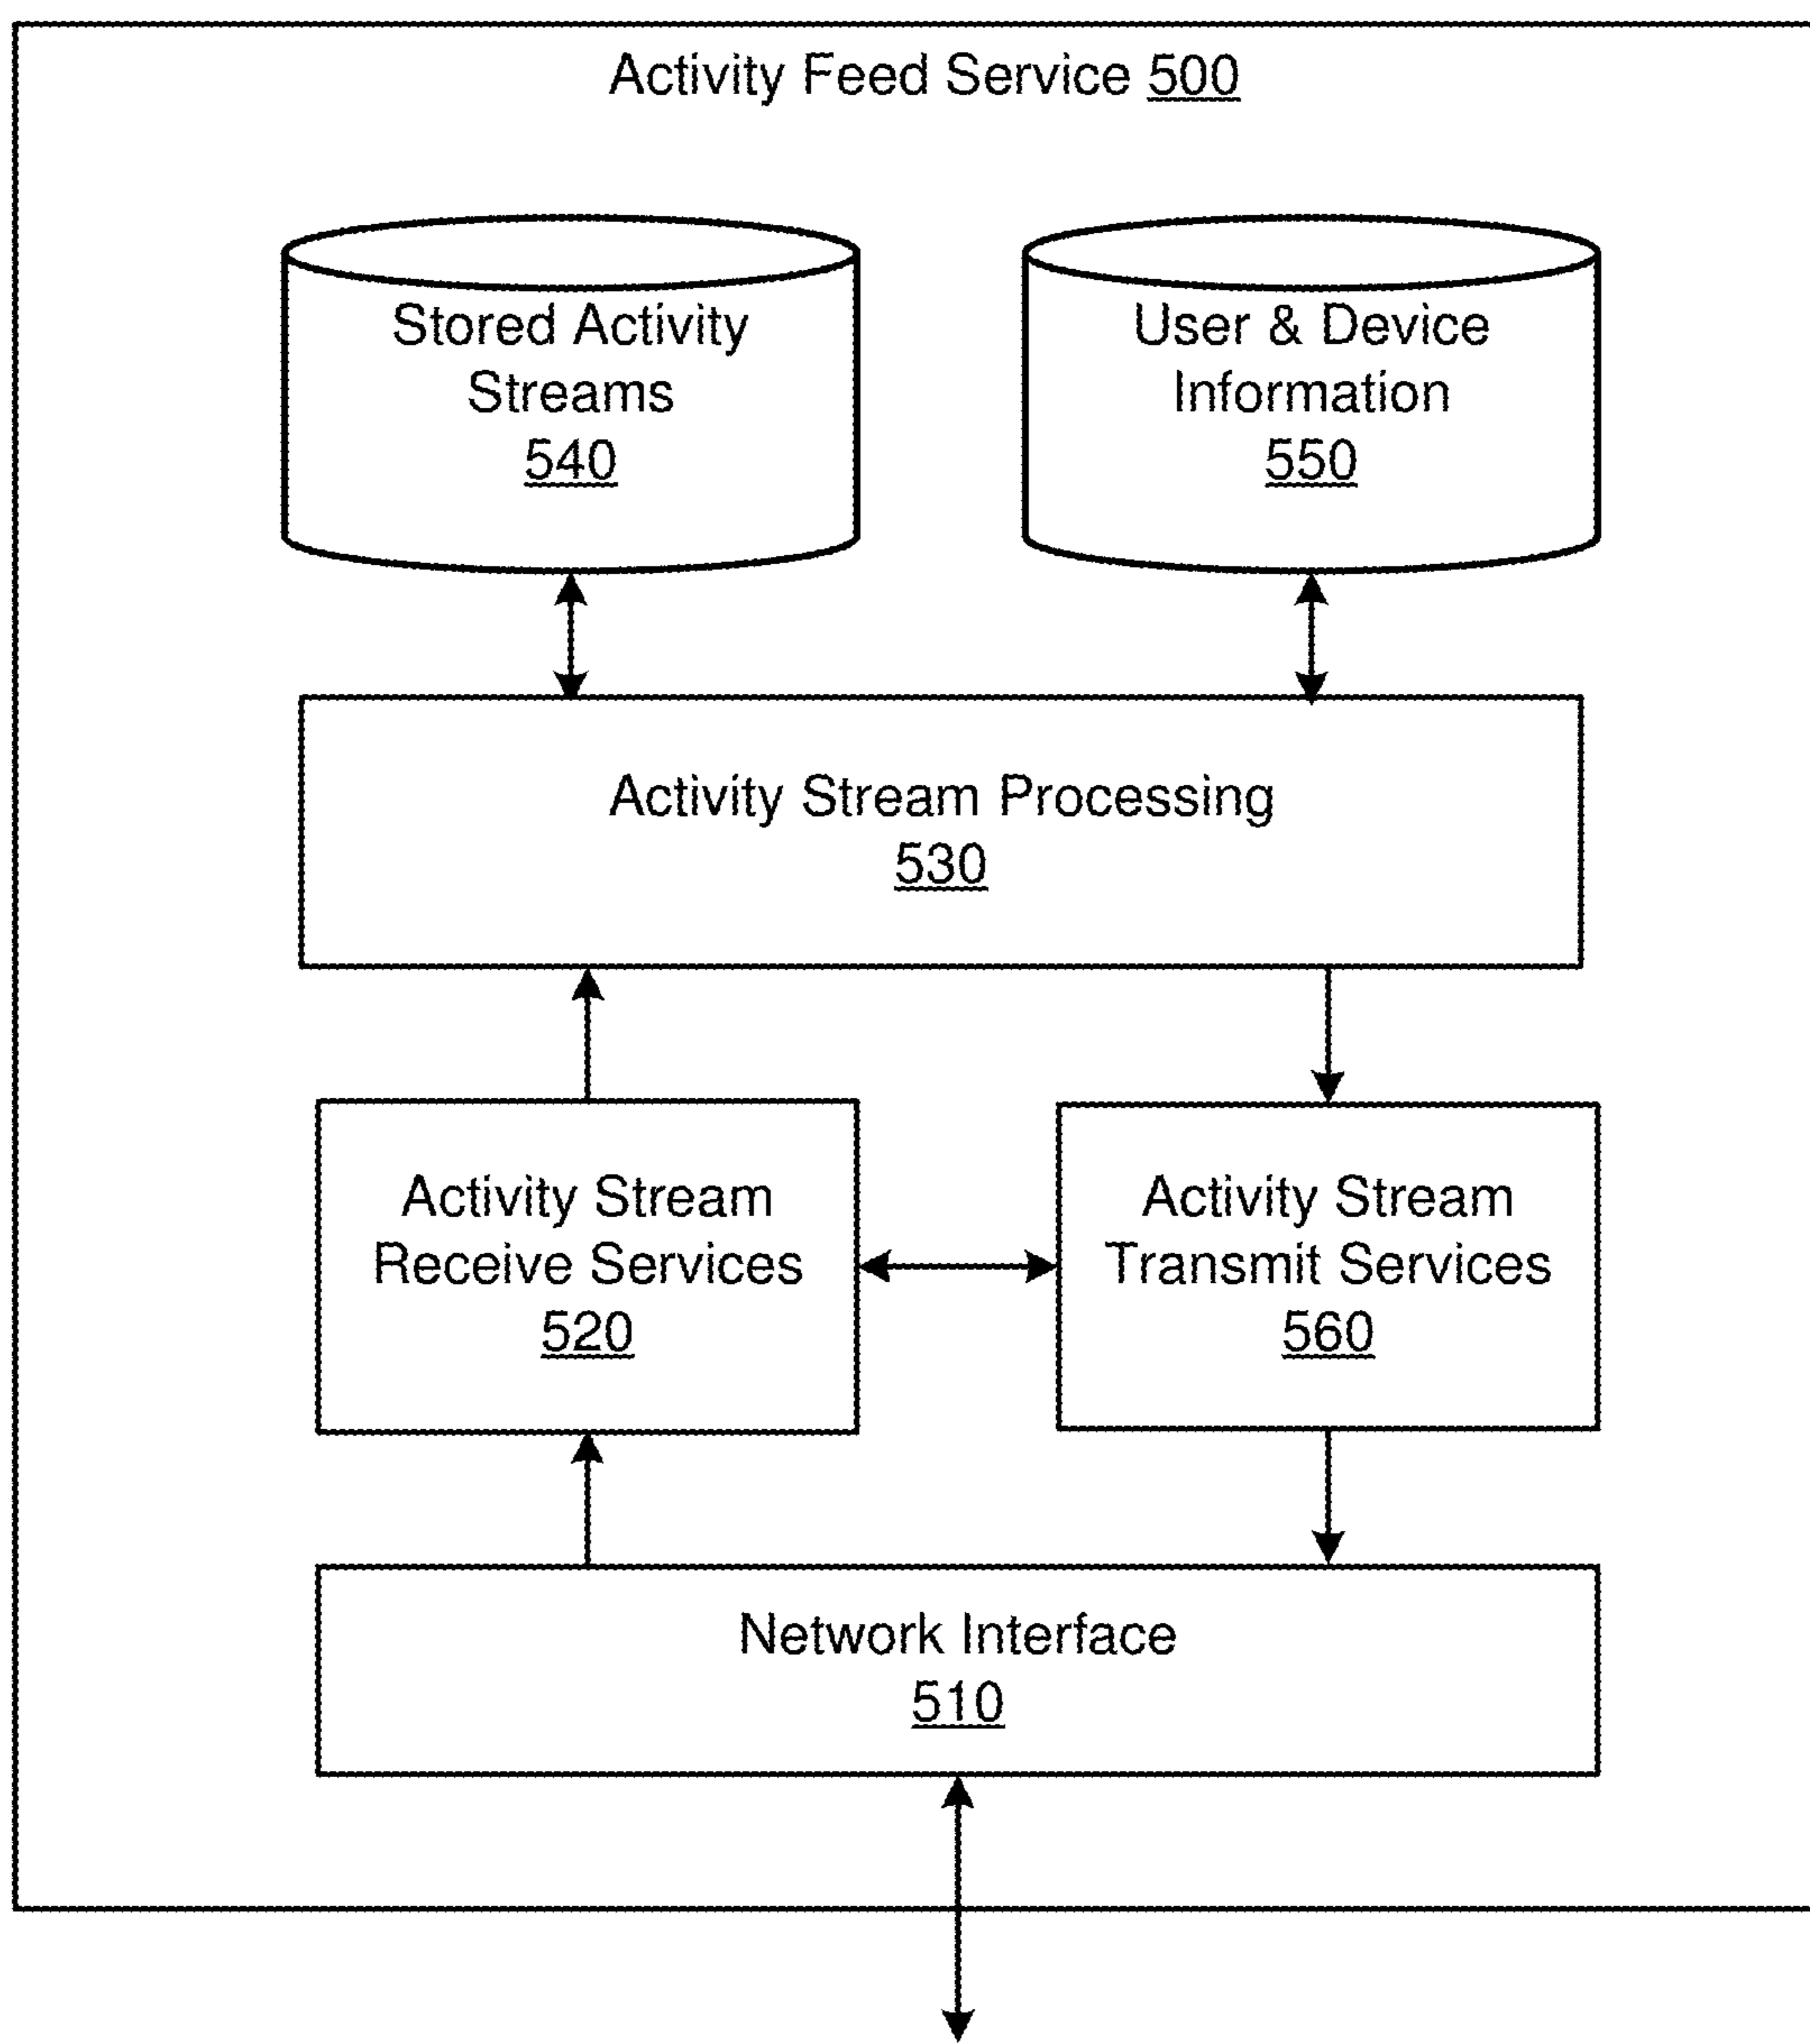 Activity Feed Service 500
Stored Activity
Streams
540
User & Device
Information
550
Activity Stream Processing
530
Activity Stream
Receive Services
520
Activity Stream
Transmit Services
560
Network Interface
510